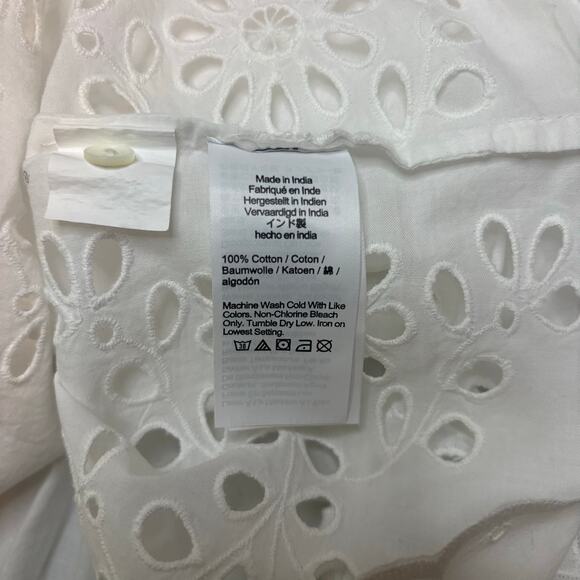 Made in India
Fabriqué en Inde
Hergestellt in Indien
Vervaardigd in India
インド製
hecho en india
100% Cotton / Coton /
Baumwolle / Katoen / 綿 /
algodón
Machine Wash Cold With Like
Colors. Non-Chlorine Bleach
Only. Tumble Dry Low. Iron on
Lowest Setting.
30